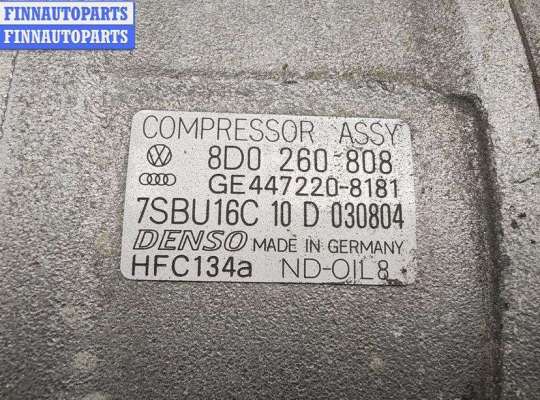 FINNAUTOPARTS
FINNAUTOPARTS
COMPRESSOR ASSY
8D0 260 808
GE447220-8181
7SBU16C 10 D 030804
DENSO MADE IN GERMANY
HFC134a ND-OIL8